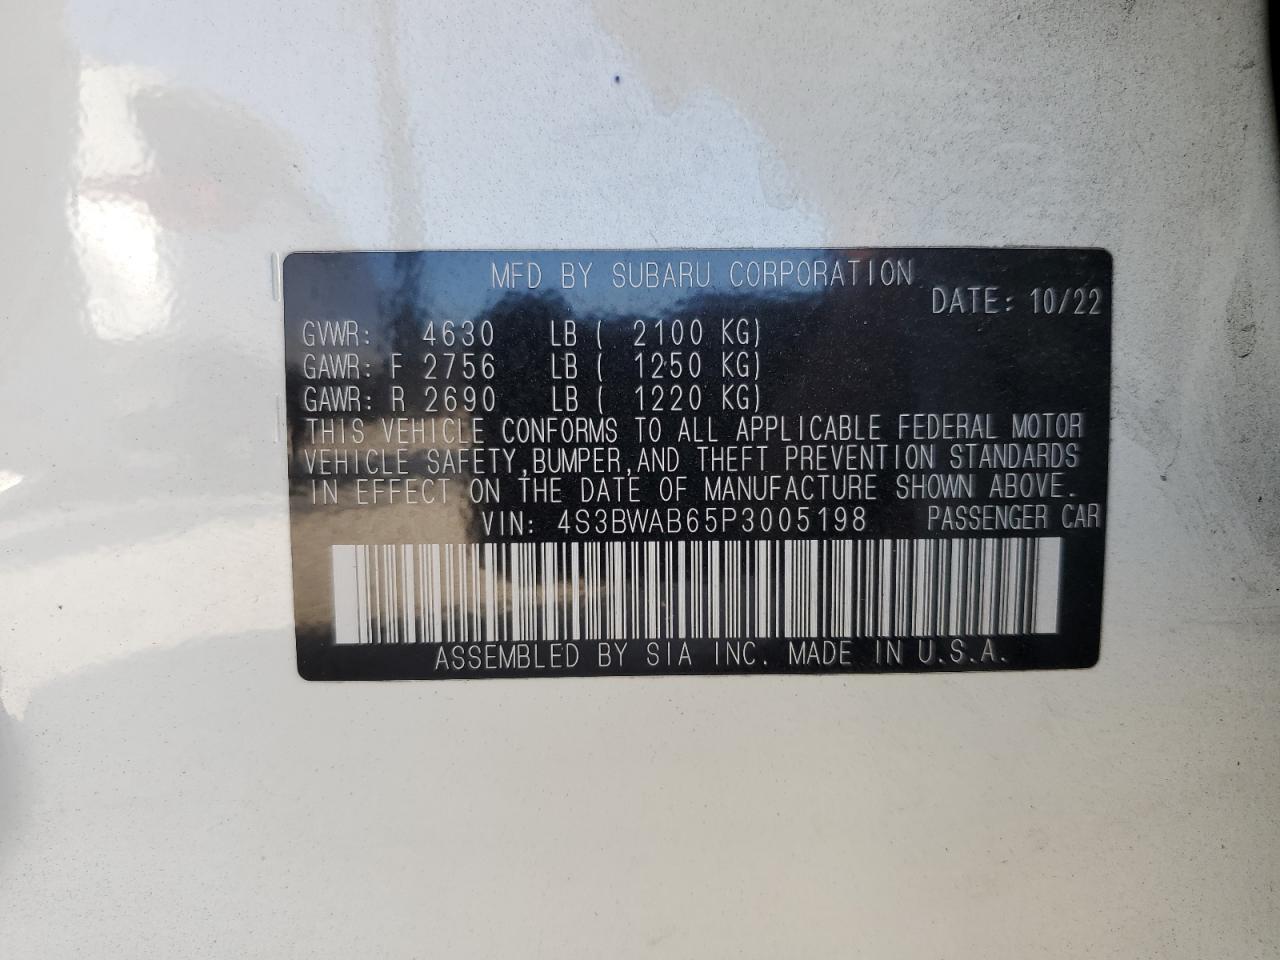 MFD BY SUBARU CORPORATION
DATE: 10/22
GVWR: 4630 LB ( 2100 KG)
GAWR: F 2756 LB ( 1250 KG)
GAWR: R 2690 LB ( 1220 KG)
THIS VEHICLE CONFORMS TO ALL APPLICABLE FEDERAL MOTOR
VEHICLE SAFETY,BUMPER,AND THEFT PREVENTION STANDARDS
IN EFFECT ON THE DATE OF MANUFACTURE SHOWN ABOVE.
VIN: 4S3BWAB65P3005198 PASSENGER CAR
ASSEMBLED BY SIA INC. MADE IN U.S.A.